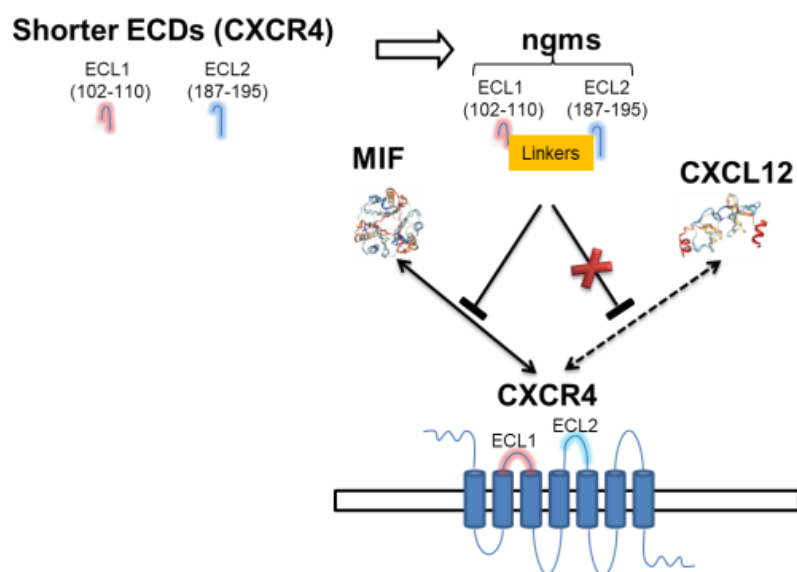 Shorter ECDs (CXCR4)
ECL1
(102-110)
ECL2
(187-195)
ngms
ECL1
(102-110)
ECL2
(187-195)
Linkers
MIF
CXCL12
CXCR4
ECL1
ECL2